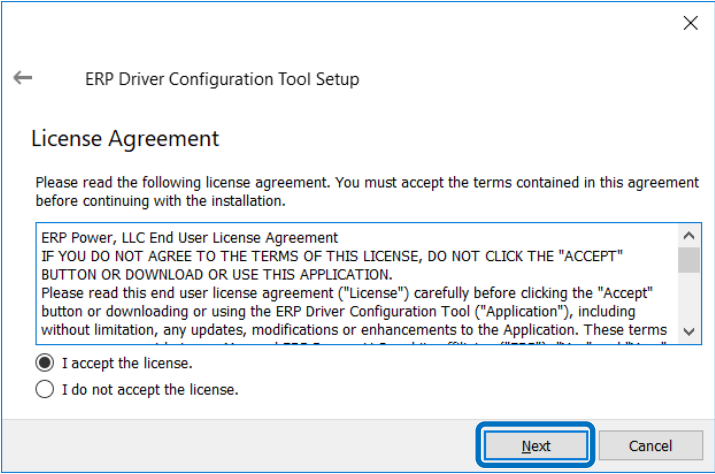 ERP Driver Configuration Tool Setup
License Agreement
Please read the following license agreement. You must accept the terms contained in this agreement
before continuing with the installation.
ERP Power, LLC End User License Agreement
IF YOU DO NOT AGREE TO THE TERMS OF THIS LICENSE, DO NOT CLICK THE "ACCEPT"
BUTTON OR DOWNLOAD OR USE THIS APPLICATION.
Please read this end user license agreement ("License") carefully before clicking the "Accept"
button or downloading or using the ERP Driver Configuration Tool ("Application"), including
without limitation, any updates, modifications or enhancements to the Application. These terms
I accept the license.
I do not accept the license.
Next
Cancel